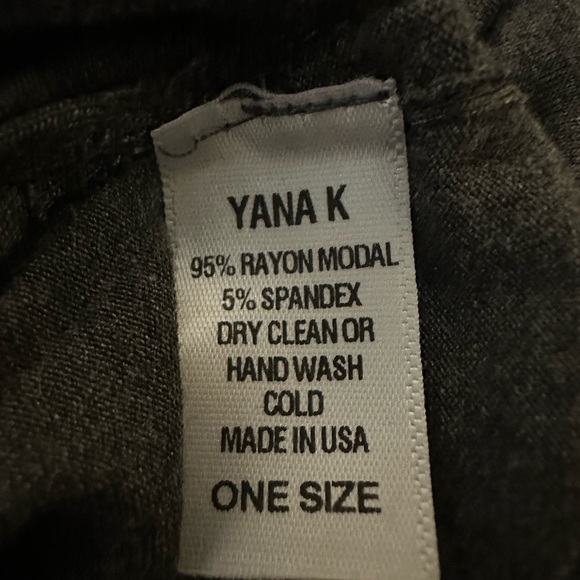 YANA K
95% RAYON MODAL
5% SPANDEX
DRY CLEAN OR
HAND WASH
COLD
MADE IN USA
ONE SIZE